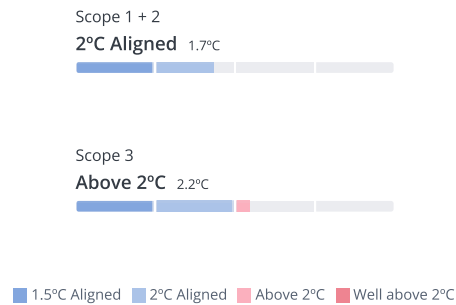 Scope 1 + 2
2ºC Aligned 1.7ºC
Scope 3
Above 2ºC 2.2ºC
1.5ºC Aligned 2ºC Aligned Above 2ºC Well above 2ºC